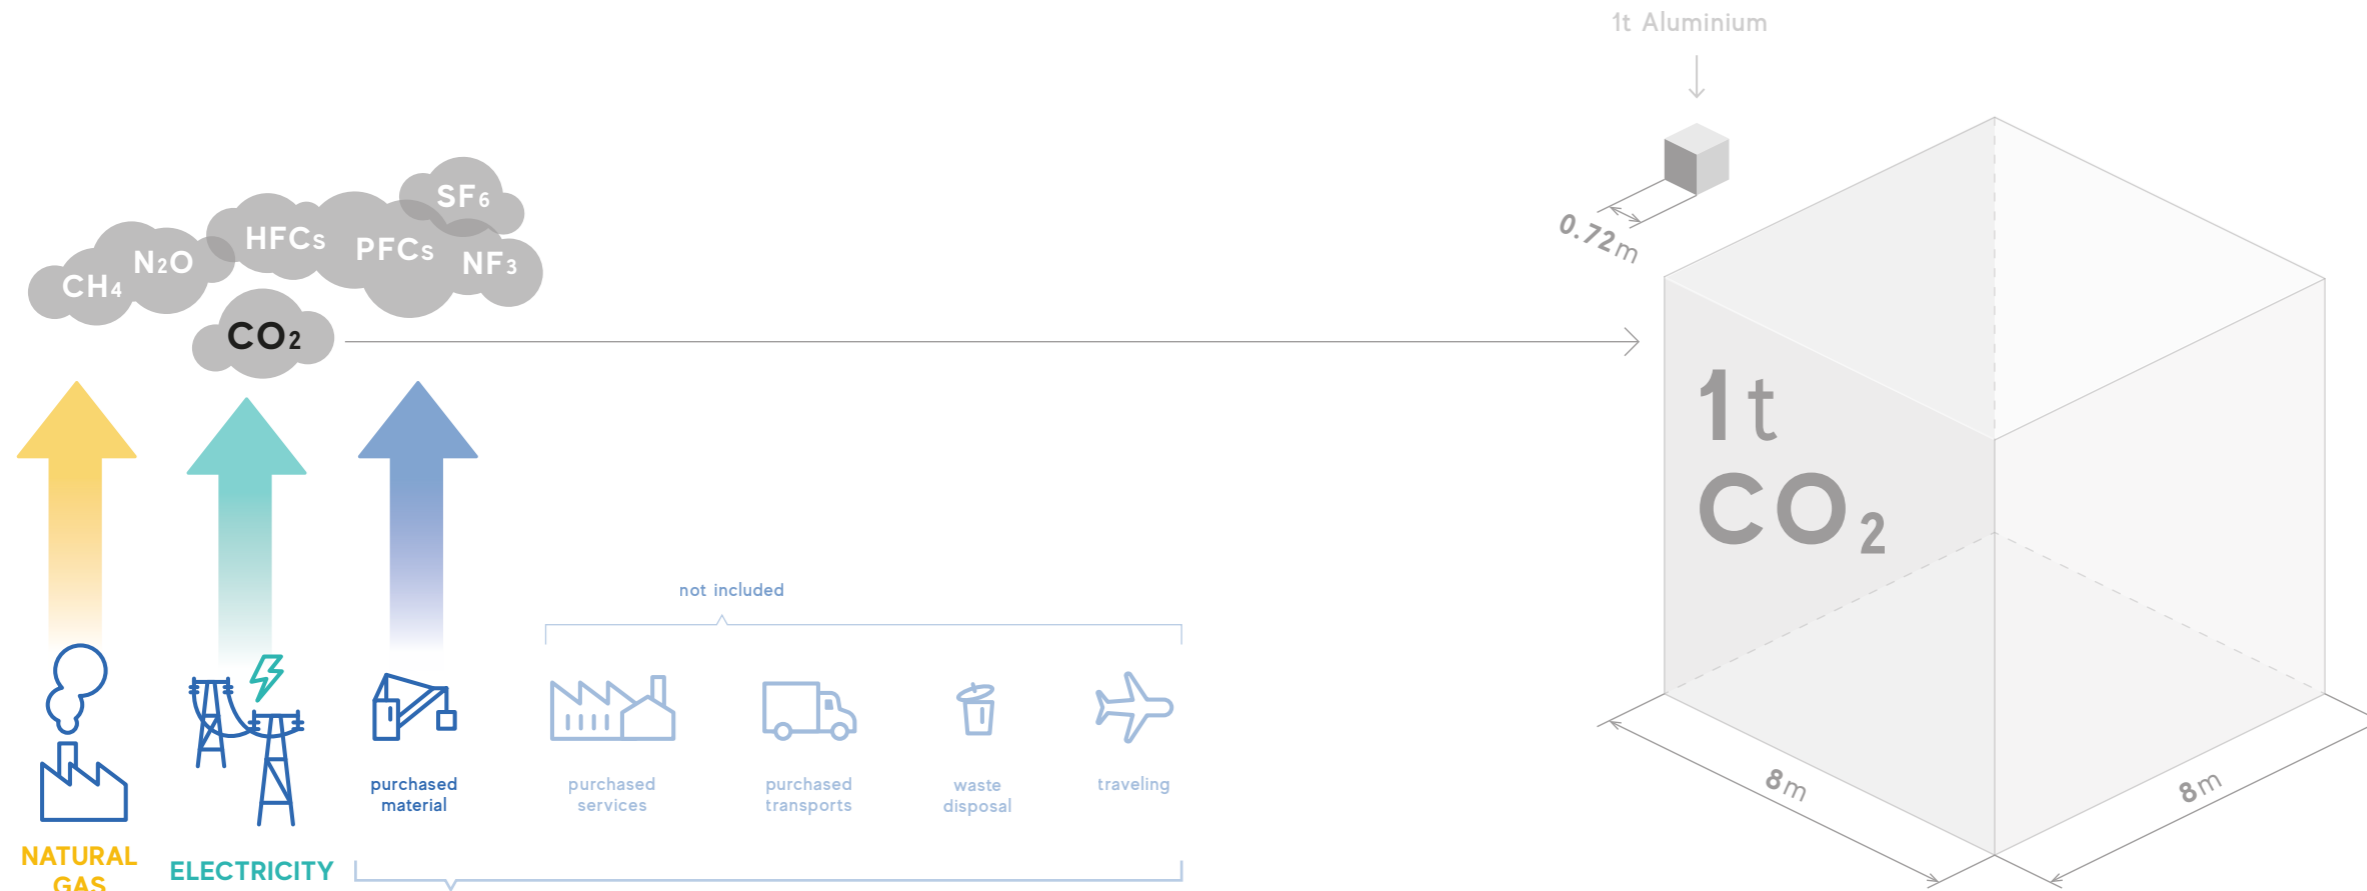 1t Aluminium
0.72m
SF6
HFCs
PFCs
N2O
NF3
CH4
CO2
1t
CO2
not included
purchased
material
purchased
services
purchased
transports
waste
disposal
traveling
8m
8m
NATURAL
GAS
ELECTRICITY